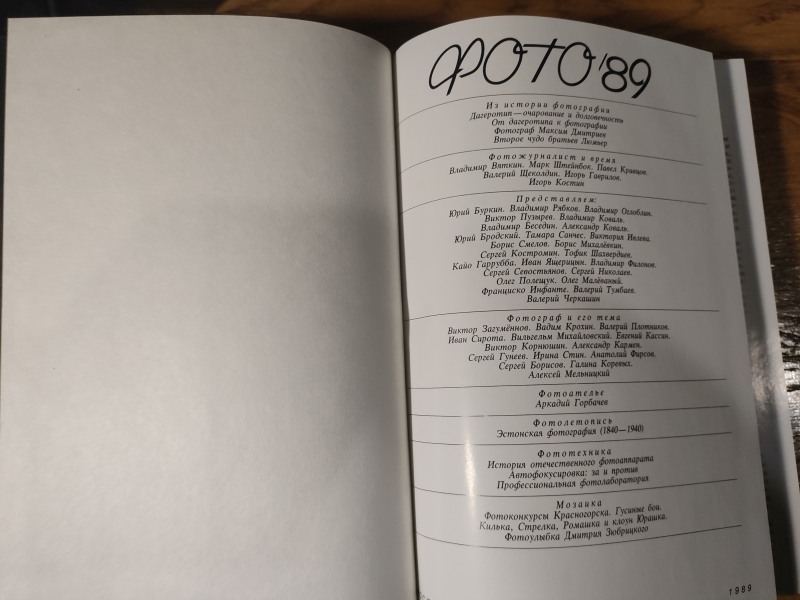 ФОТО'89
Из истории фотографии
Дагеротип—очарование и долговечность
От дагеротипа к фотографии
Фотограф Максим Дмитриев
Второе чудо братьев Люмьер
Фотожурналист и время
Владимир Вяткин. Марк Штейнбок. Павел Кривцов.
Валерий Щеколдин. Игорь Гаврилов.
Игорь Костин
Представляем:
Юрий Буркин. Владимир Рябков. Владимир Оглоблин.
Виктор Пузырев. Владимир Коваль.
Владимир Беседин. Александр Коваль.
Юрий Бродский. Тамара Санчес. Виктория Ивлева.
Борис Смелов. Борис Михалёвкин.
Сергей Костромин. Тофик Шахвердиев.
Кайо Гаррубба. Иван Ящерицын. Владимир Филонов.
Сергей Севостьянов. Сергей Николаев.
Олег Полещук. Олег Малёваный.
Франциско Инфанте. Валерий Тумбаев.
Валерий Черкашин
Фотограф и его тема
Виктор Загумённов. Вадим Крохин. Валерий Плотников.
Иван Сирота. Вильгельм Михайловский. Евгений Кассин.
Виктор Корнюшин. Александр Кармен.
Сергей Гунеев. Ирина Стин. Анатолий Фирсов.
Сергей Борисов. Галина Коревых.
Алексей Мельницкий
Фотоателье
Аркадий Горбачев
Фотолетопись
Эстонская фотография (1840—1940)
Фототехника
История отечественного фотоаппарата
Автофокусировка: за и против
Профессиональная фотолаборатория
Мозаика
Фотоконкурсы Красногорска. Гусиные бои.
Килька, Стрелка, Ромашка и клоун Юрашка.
Фотоулыбка Дмитрия Зюбрицкого
1989